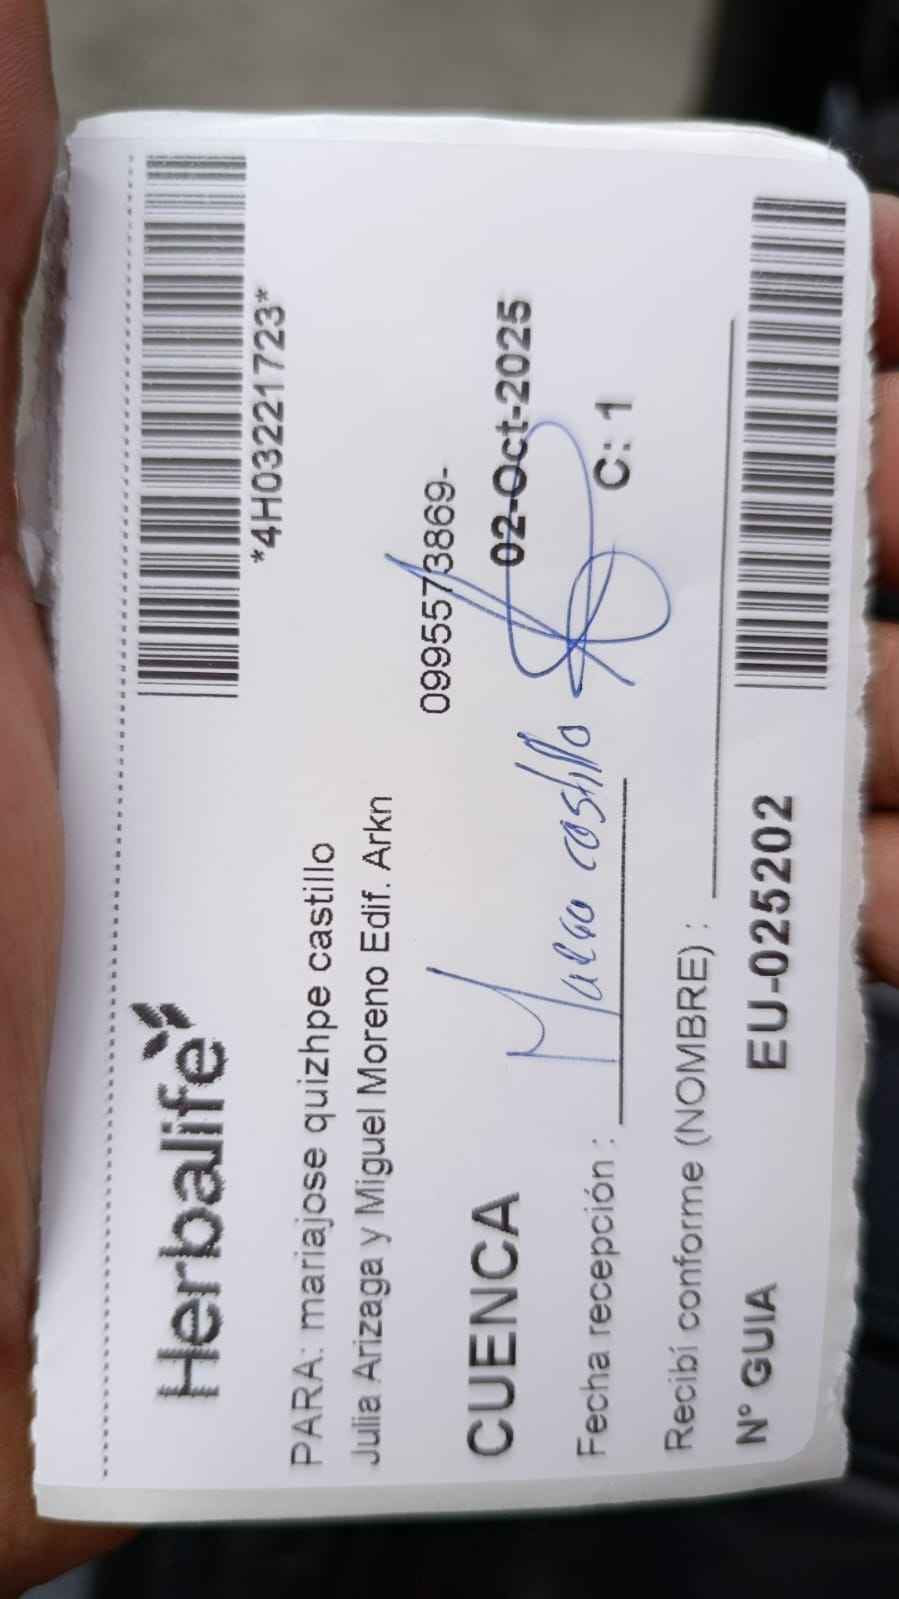 Herbalife
*4H03221723*
PARA: mariajose quizhpe castillo
Julia Arizaga y Miguel Moreno Edif. Arkn
0995573869-
CUENCA
02-Oct-2025
Marco castillo
Fecha recepción :
C: 1
Recibí conforme (NOMBRE) :
N° GUIA EU-025202